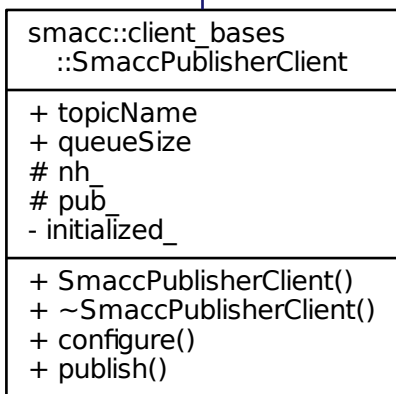 smacc::client_bases
::SmaccPublisherClient
+ topicName
+ queueSize
# nh_
# pub_
- initialized_
+ SmaccPublisherClient()
+ ~SmaccPublisherClient()
+ configure()
+ publish()